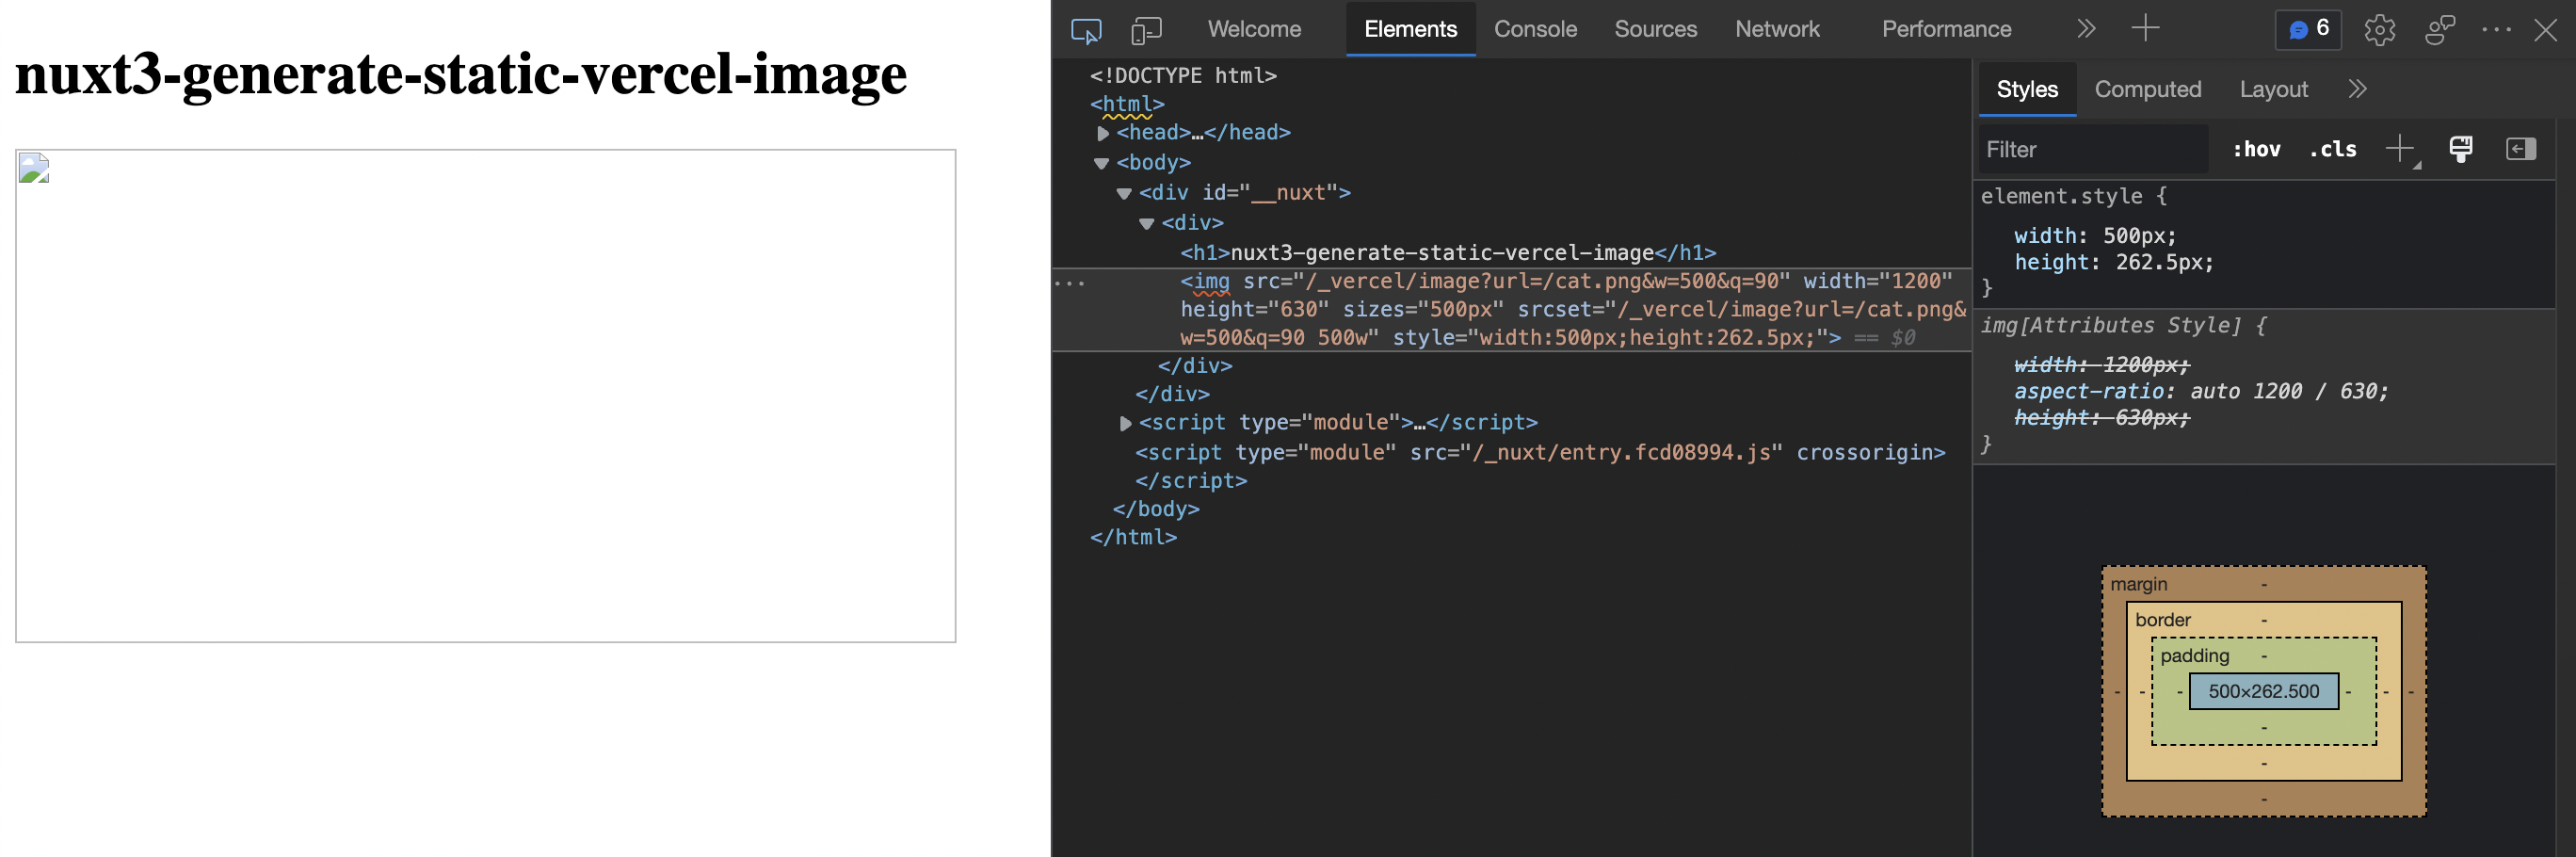 nuxt3-generate-static-vercel-image
Welcome Elements Console Sources Network Performance 6
<!DOCTYPE html>
<html>
<head>…</head>
<body>
<div id="__nuxt">
<div>
<h1>nuxt3-generate-static-vercel-image</h1>
<img src="/_vercel/image?url=/cat.png&w=500&q=90" width="1200"
height="630" sizes="500px" srcset="/_vercel/image?url=/cat.png&
w=500&q=90 500w" style="width:500px;height:262.5px;"> == $0
</div>
</div>
<script type="module">…</script>
<script type="module" src="/_nuxt/entry.fcd08994.js" crossorigin>
</script>
</body>
</html>
Styles Computed Layout
Filter :hov .cls
element.style {
width: 500px;
height: 262.5px;
}
img[Attributes Style] {
width: 1200px;
aspect-ratio: auto 1200 / 630;
height: 630px;
}
margin -
border -
padding -
- - - 500×262.500 - - -
-
-
-